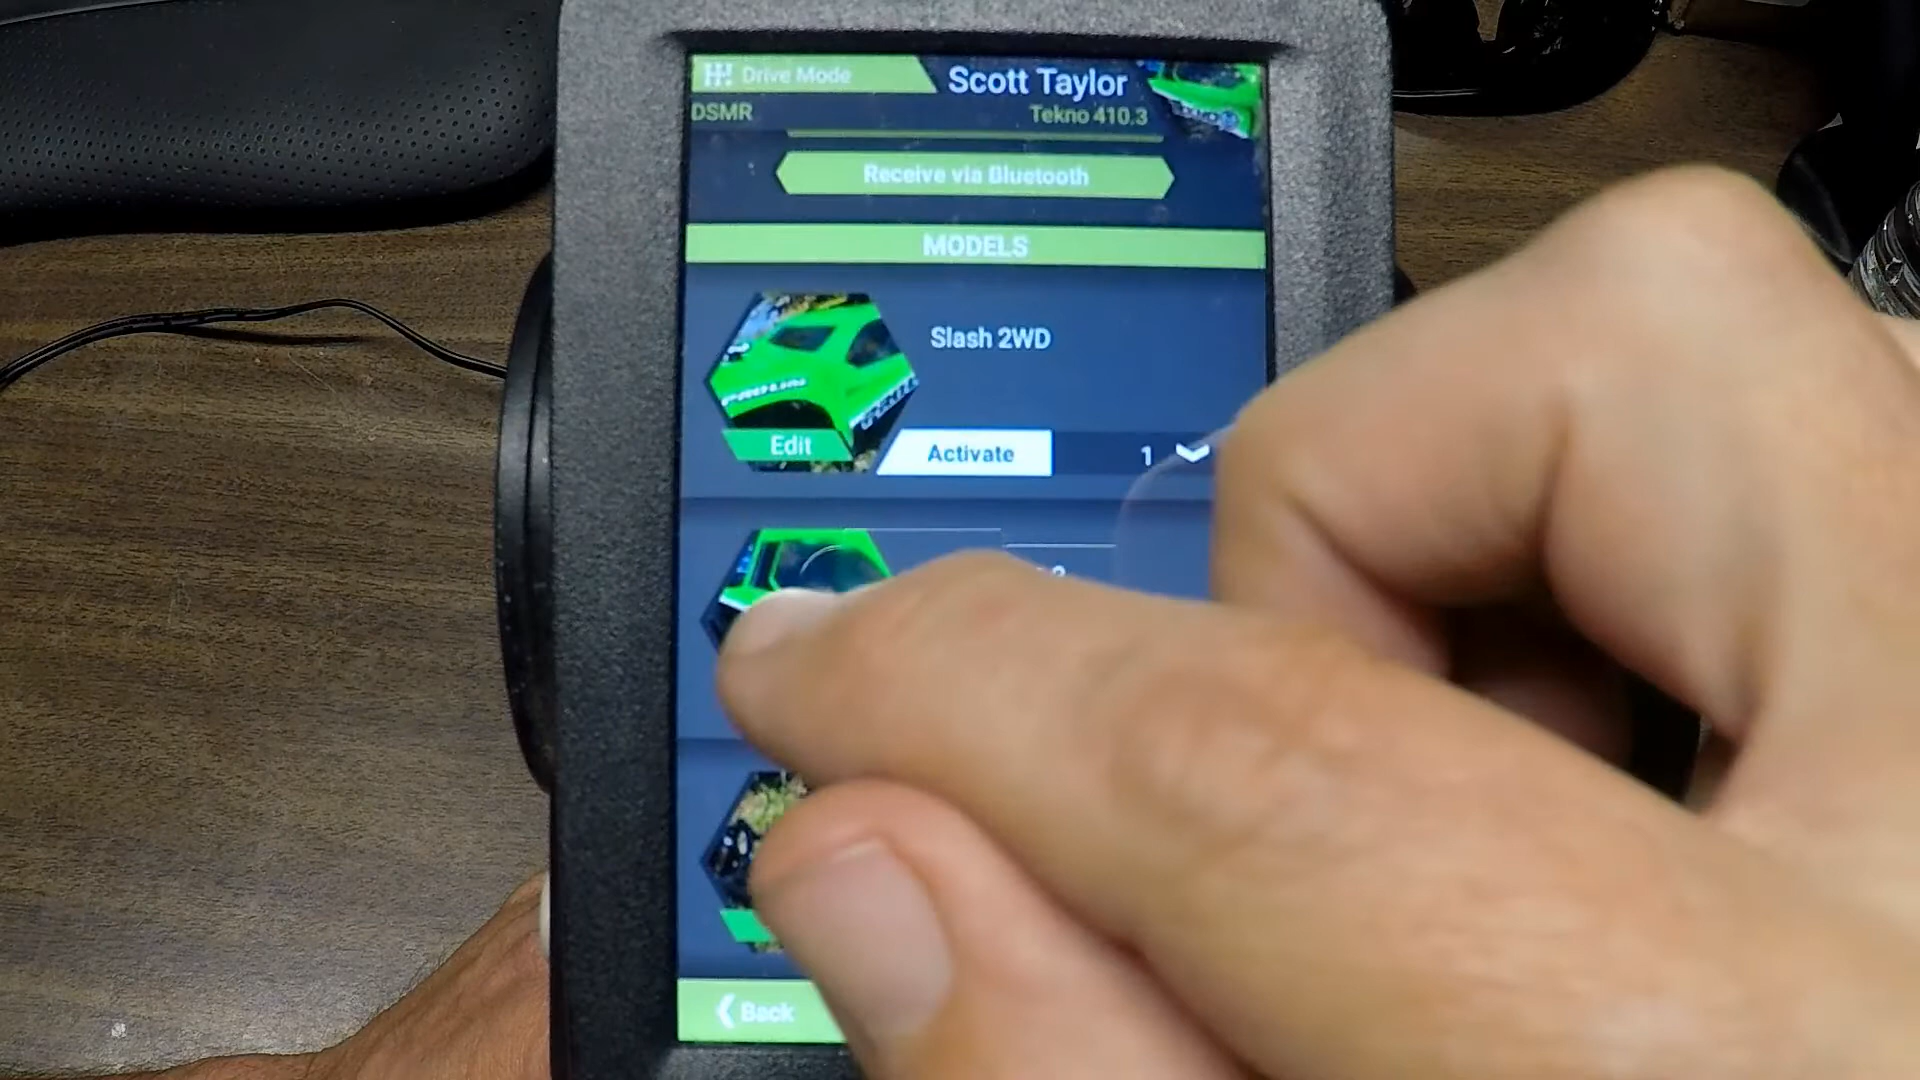 Drive Mode
Scott Taylor
DSMR
Tekno 410.3
Receive via Bluetooth
MODELS
Slash 2WD
Edit
Activate
1
Back